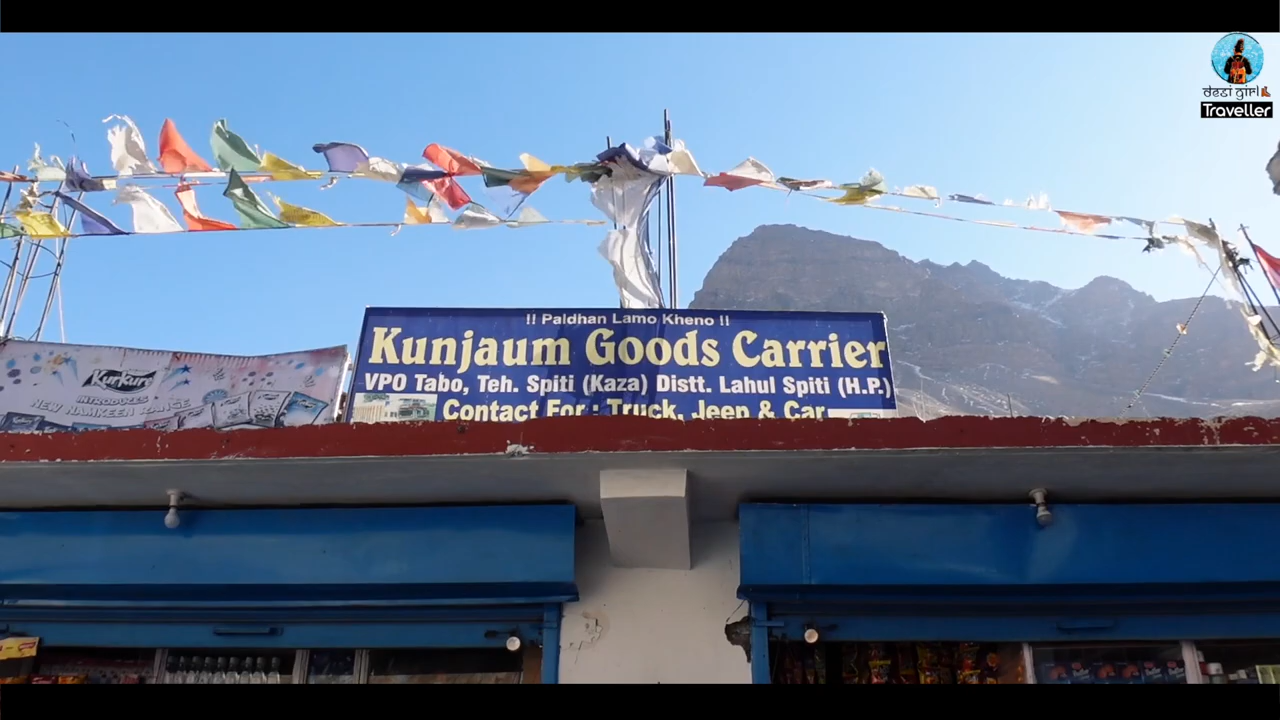 desi girl
Traveller
!! Paldhan Lamo Kheno !!
Kunjaum Goods Carrier
VPO Tabo, Teh. Spiti (Kaza) Distt. Lahul Spiti (H.P.)
Contact For : Truck, Jeep & Car
Kurkure
INTRODUCES
NEW NAMKEEN RANGE